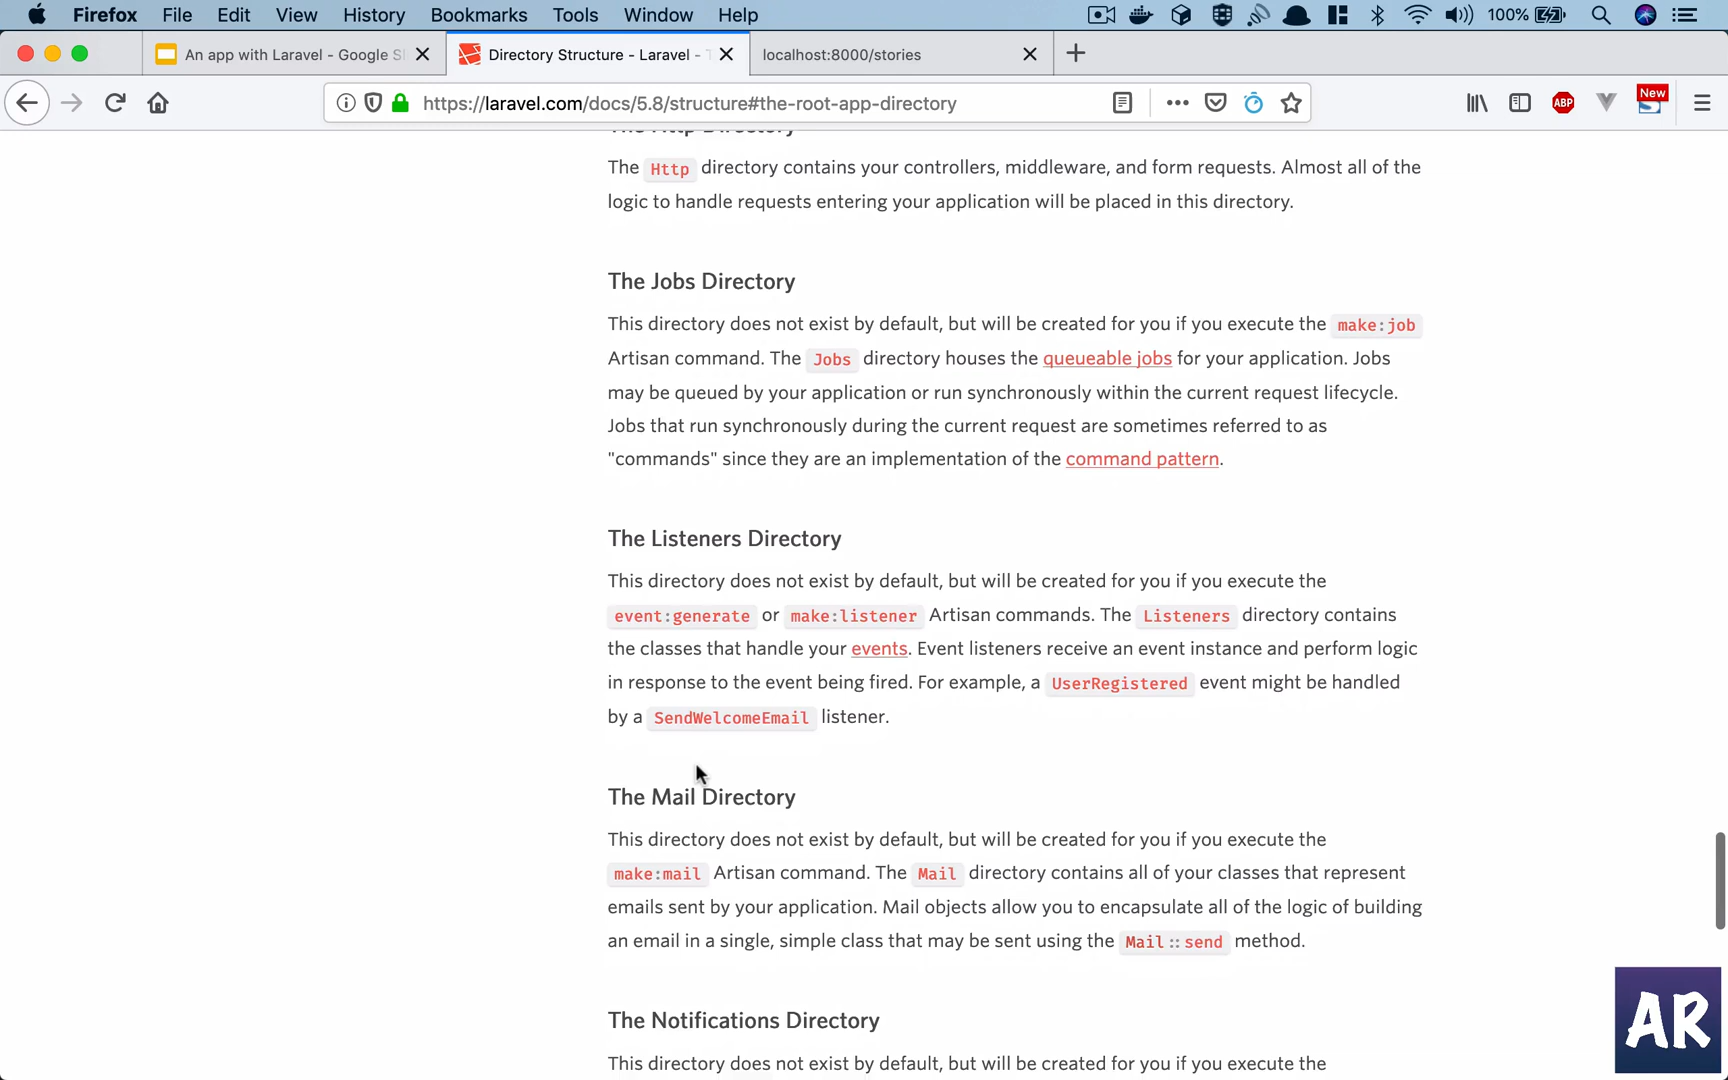 Firefox File Edit View History Bookmarks Tools Window Help 100%
An app with Laravel - Google Sl Directory Structure - Laravel - T localhost:8000/stories
https://laravel.com/docs/5.8/structure#the-root-app-directory ABP New
The Http Directory
The Http directory contains your controllers, middleware, and form requests. Almost all of the
logic to handle requests entering your application will be placed in this directory.
The Jobs Directory
This directory does not exist by default, but will be created for you if you execute the make:job
Artisan command. The Jobs directory houses the queueable jobs for your application. Jobs
may be queued by your application or run synchronously within the current request lifecycle.
Jobs that run synchronously during the current request are sometimes referred to as
"commands" since they are an implementation of the command pattern.
The Listeners Directory
This directory does not exist by default, but will be created for you if you execute the
event:generate or make:listener Artisan commands. The Listeners directory contains
the classes that handle your events. Event listeners receive an event instance and perform logic
in response to the event being fired. For example, a UserRegistered event might be handled
by a SendWelcomeEmail listener.
The Mail Directory
This directory does not exist by default, but will be created for you if you execute the
make:mail Artisan command. The Mail directory contains all of your classes that represent
emails sent by your application. Mail objects allow you to encapsulate all of the logic of building
an email in a single, simple class that may be sent using the Mail::send method.
The Notifications Directory
This directory does not exist by default, but will be created for you if you execute the
AR